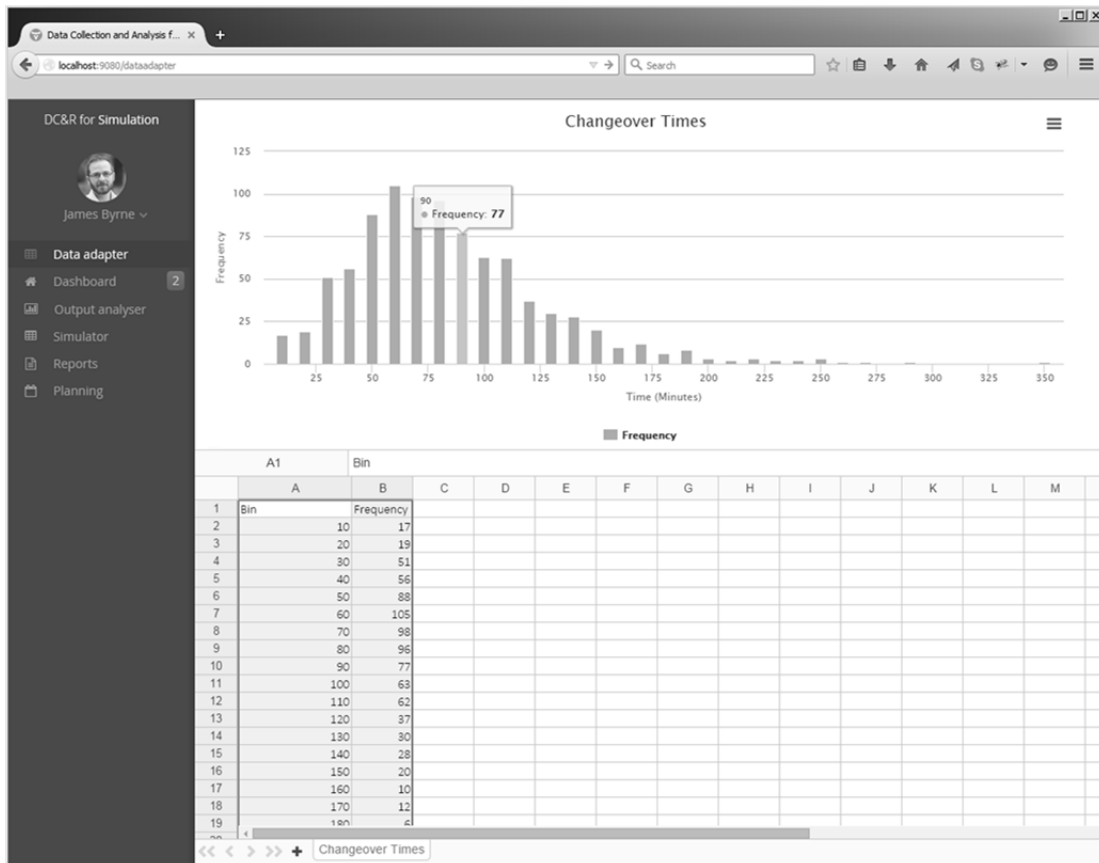 Data Collection and Analysis f... × +
localhost:9080/dataadapter
Search
DC&R for Simulation
James Byrne
Data adapter
Dashboard 2
Output analyser
Simulator
Reports
Planning
Changeover Times
125
100
75
50
25
0
Frequency
90
Frequency: 77
25 50 75 100 125 150 175 200 225 250 275 300 325 350
Time (Minutes)
Frequency
A1 Bin
A B C D E F G H I J K L M
1 Bin Frequency
2 10 17
3 20 19
4 30 51
5 40 56
6 50 88
7 60 105
8 70 98
9 80 96
10 90 77
11 100 63
12 110 62
13 120 37
14 130 30
15 140 28
16 150 20
17 160 10
18 170 12
19 180 6
Changeover Times